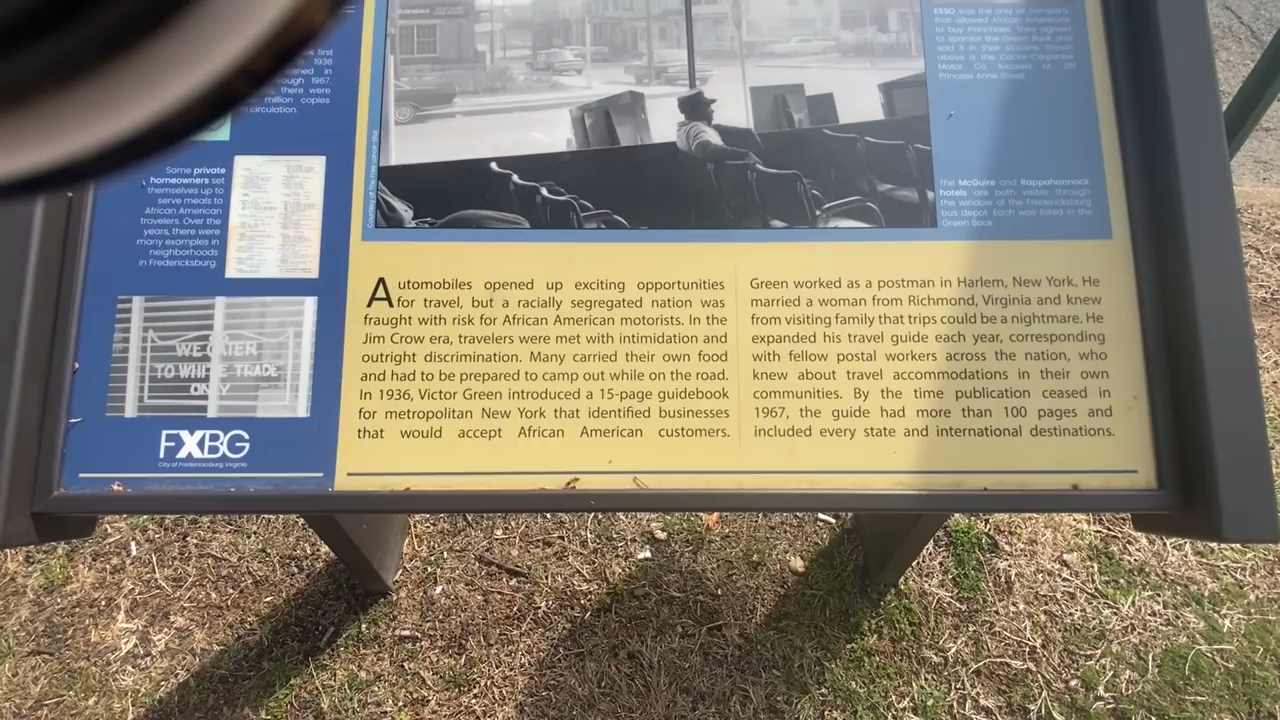 first
1936
in
through 1967.
there were
million copies
circulation.
Some private
homeowners set
themselves up to
serve meals to
African American
travelers. Over the
years, there were
many examples in
neighborhoods
in Fredericksburg.
WE CATER
TO WHITE TRADE
ONLY
FXBG
City of Fredericksburg, Virginia
Courtesy of The Free Lance-Star
ESSO was the only oil company
that allowed African Americans
to buy franchises. They agreed
to sponsor the Green Book and
sold it in their stations. Shown
above is the Cocke-Carpenter
Motor Co. located at
Princess Anne Street.
The McGuire and Rappahannock
hotels are both visible through
the window of the Fredericksburg
bus depot. Each was listed in the
Green Book.
Automobiles opened up exciting opportunities
for travel, but a racially segregated nation was
fraught with risk for African American motorists. In the
Jim Crow era, travelers were met with intimidation and
outright discrimination. Many carried their own food
and had to be prepared to camp out while on the road.
In 1936, Victor Green introduced a 15-page guidebook
for metropolitan New York that identified businesses
that would accept African American customers.
Green worked as a postman in Harlem, New York. He
married a woman from Richmond, Virginia and knew
from visiting family that trips could be a nightmare. He
expanded his travel guide each year, corresponding
with fellow postal workers across the nation, who
knew about travel accommodations in their own
communities. By the time publication ceased in
1967, the guide had more than 100 pages and
included every state and international destinations.